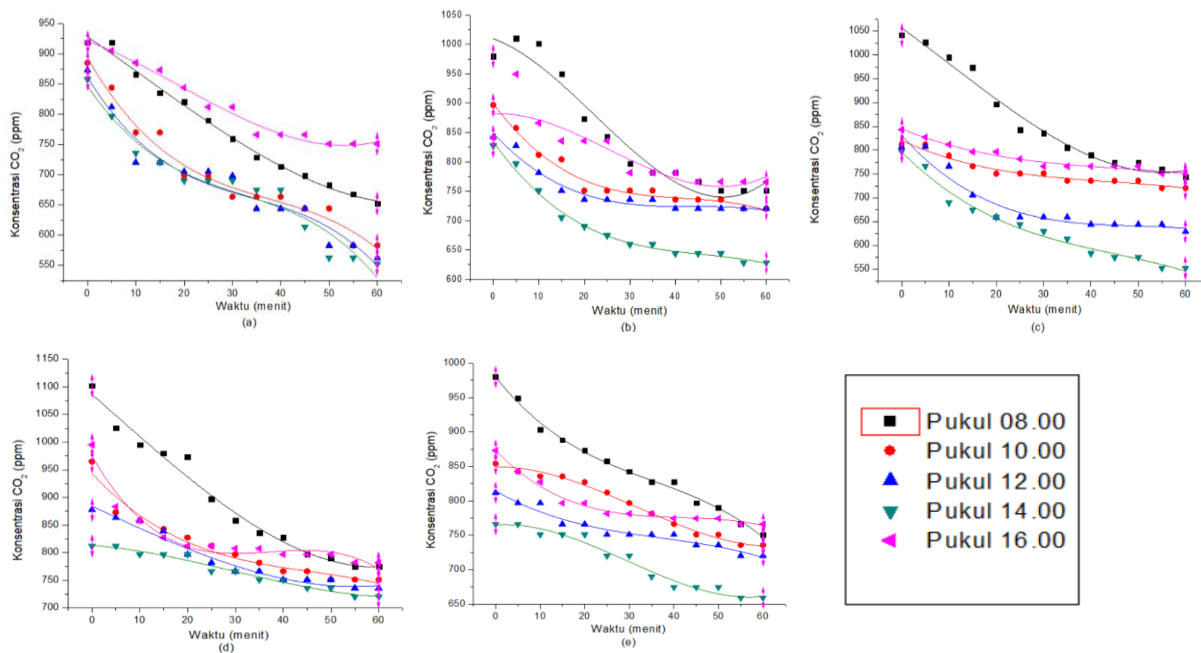 Konsentrasi CO2 (ppm)
950
900
850
800
750
700
650
600
550
0 10 20 30 40 50 60
Waktu (menit)
(a)
Konsentrasi CO2 (ppm)
1050
1000
950
900
850
800
750
700
650
600
0 10 20 30 40 50 60
Waktu (menit)
(b)
Konsentrasi CO2 (ppm)
1050
1000
950
900
850
800
750
700
650
600
550
0 10 20 30 40 50 60
Waktu (menit)
(c)
Konsentrasi CO2 (ppm)
1150
1100
1050
1000
950
900
850
800
750
700
0 10 20 30 40 50 60
Waktu (menit)
(d)
Konsentrasi CO2 (ppm)
1000
950
900
850
800
750
700
650
0 10 20 30 40 50 60
Waktu (menit)
(e)
Pukul 08.00
Pukul 10.00
Pukul 12.00
Pukul 14.00
Pukul 16.00